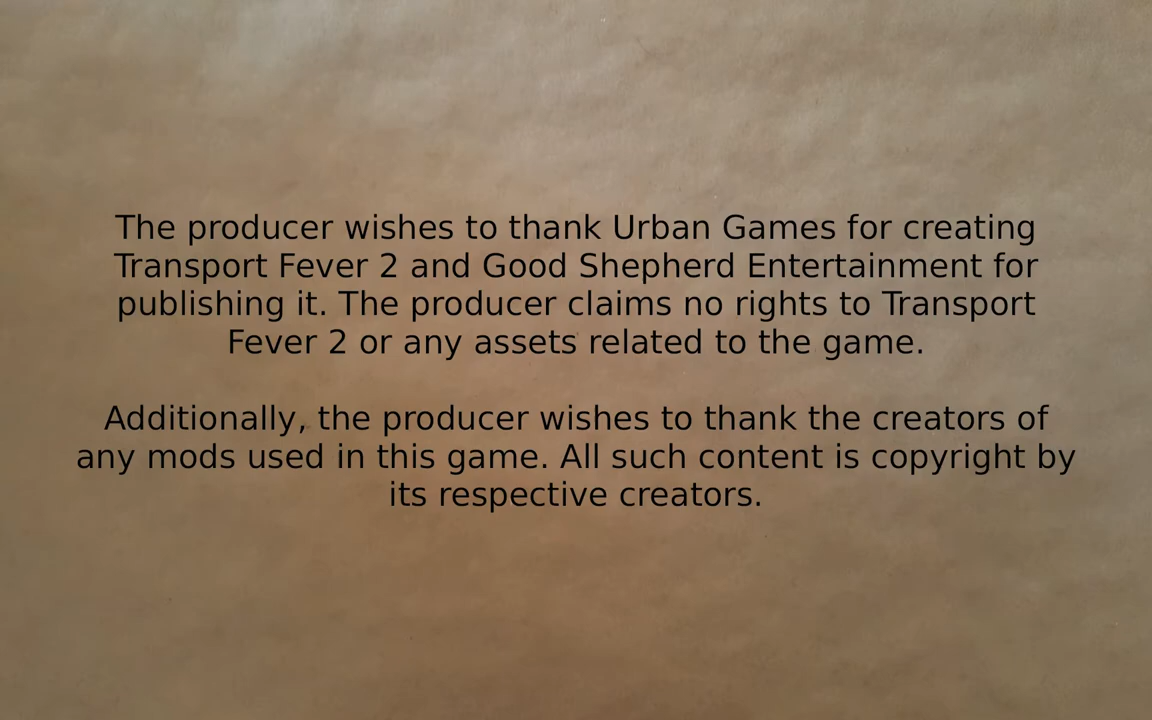 The producer wishes to thank Urban Games for creating
Transport Fever 2 and Good Shepherd Entertainment for
publishing it. The producer claims no rights to Transport
Fever 2 or any assets related to the game.
Additionally, the producer wishes to thank the creators of
any mods used in this game. All such content is copyright by
its respective creators.